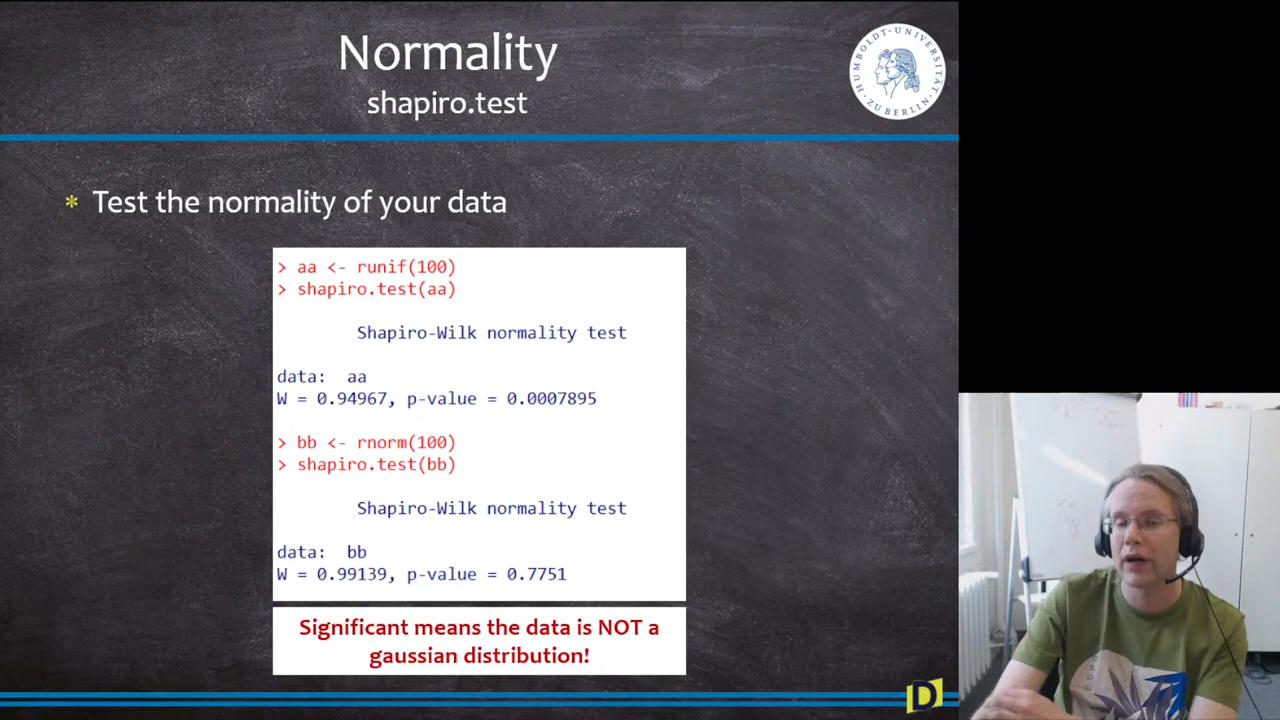 Normality
shapiro.test
HUMBOLDT-UNIVERSITÄT
ZU BERLIN
* Test the normality of your data
> aa <- runif(100)
> shapiro.test(aa)
Shapiro-Wilk normality test
data: aa
W = 0.94967, p-value = 0.0007895
> bb <- rnorm(100)
> shapiro.test(bb)
Shapiro-Wilk normality test
data: bb
W = 0.99139, p-value = 0.7751
Significant means the data is NOT a
gaussian distribution!
D